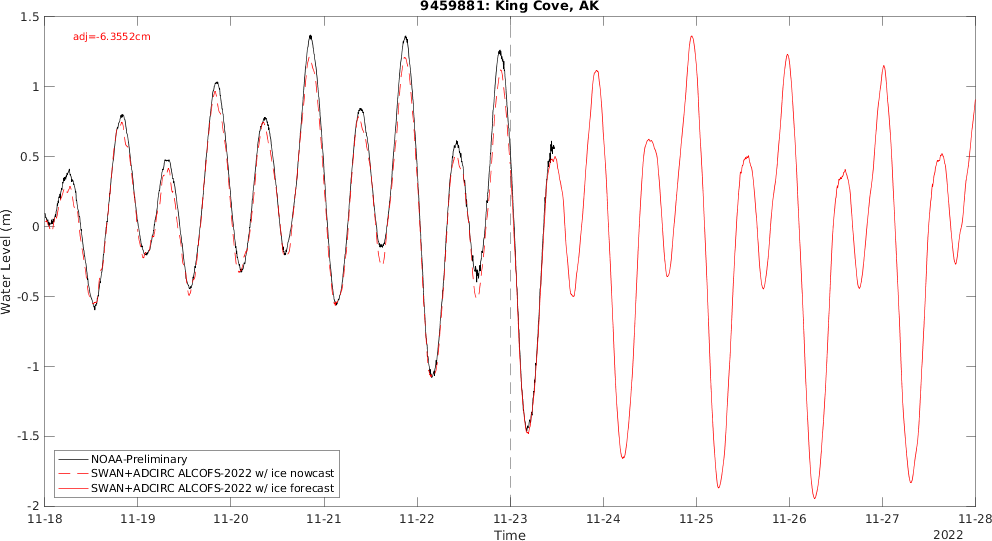 9459881: King Cove, AK
adj=-6.3552cm
Water Level (m)
1.5
1
0.5
0
-0.5
-1
-1.5
-2
NOAA-Preliminary
SWAN+ADCIRC ALCOFS-2022 w/ ice nowcast
SWAN+ADCIRC ALCOFS-2022 w/ ice forecast
11-18 11-19 11-20 11-21 11-22 11-23 11-24 11-25 11-26 11-27 11-28
Time
2022